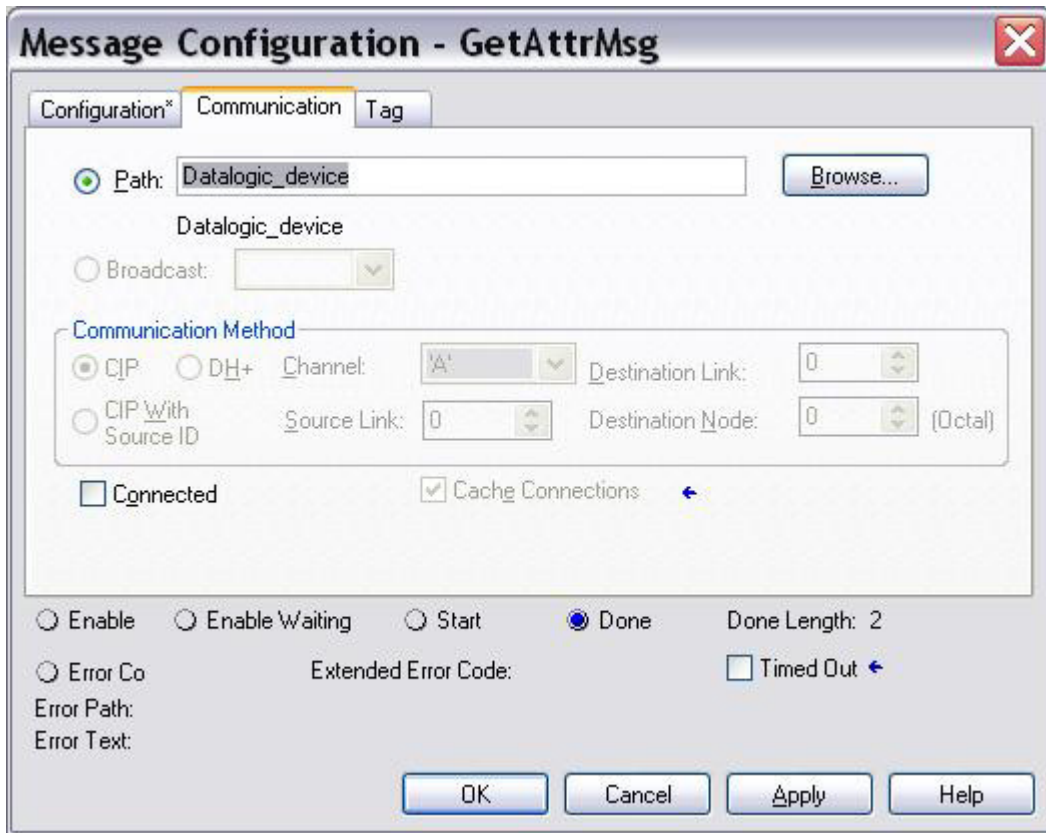 Message Configuration - GetAttrMsg
Configuration* Communication Tag
Path: Datalogic_device Browse...
Datalogic_device
Broadcast:
Communication Method
CIP DH+ Channel: 'A' Destination Link: 0
CIP With Source ID Source Link: 0 Destination Node: 0 (Octal)
Connected Cache Connections
Enable Enable Waiting Start Done Done Length: 2
Error Co Extended Error Code: Timed Out
Error Path:
Error Text:
OK Cancel Apply Help